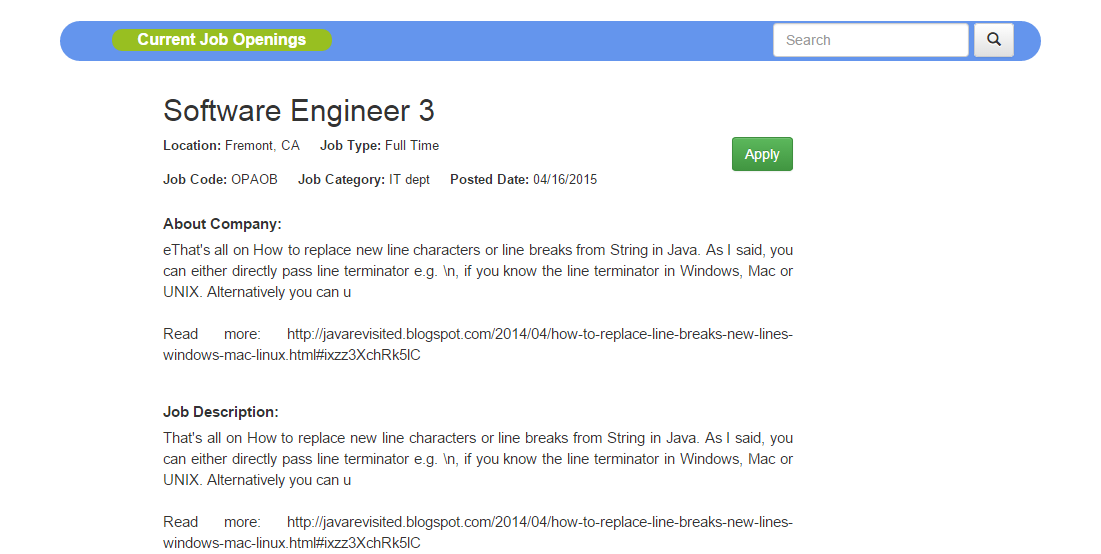 Current Job Openings
Search
Software Engineer 3
Location: Fremont, CA Job Type: Full Time
Apply
Job Code: OPAOB Job Category: IT dept Posted Date: 04/16/2015
About Company:
eThat's all on How to replace new line characters or line breaks from String in Java. As I said, you
can either directly pass line terminator e.g. \n, if you know the line terminator in Windows, Mac or
UNIX. Alternatively you can u
Read more: http://javarevisited.blogspot.com/2014/04/how-to-replace-line-breaks-new-lines-
windows-mac-linux.html#ixzz3XchRk5lC
Job Description:
That's all on How to replace new line characters or line breaks from String in Java. As I said, you
can either directly pass line terminator e.g. \n, if you know the line terminator in Windows, Mac or
UNIX. Alternatively you can u
Read more: http://javarevisited.blogspot.com/2014/04/how-to-replace-line-breaks-new-lines-
windows-mac-linux.html#ixzz3XchRk5lC